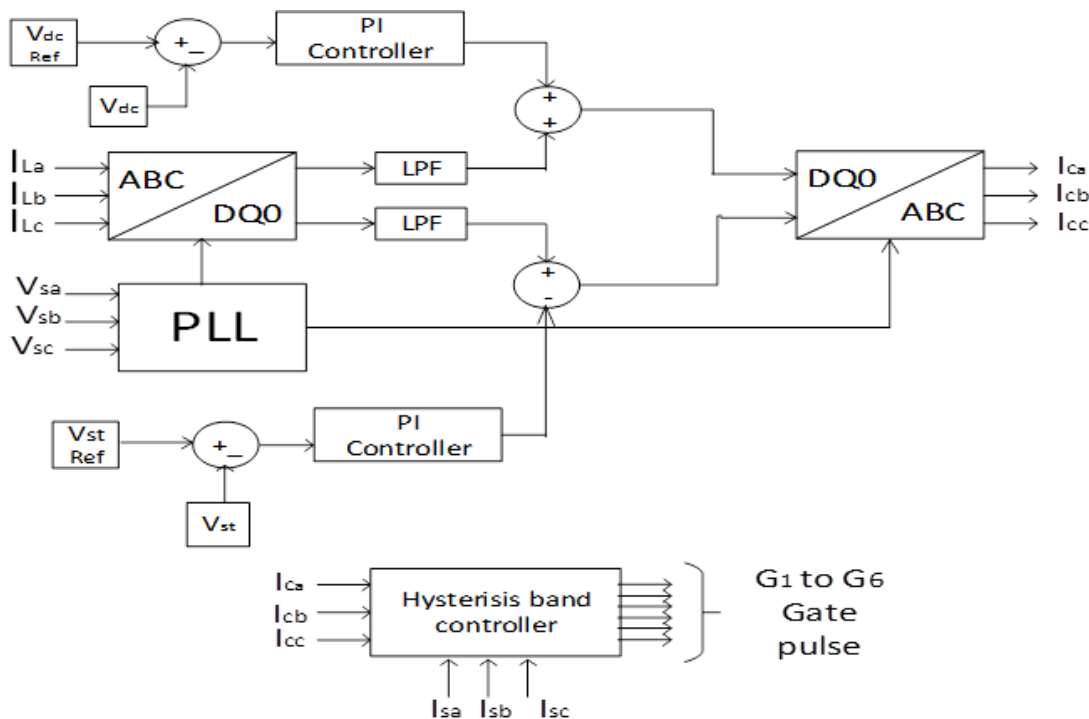 Vdc
Ref
+
-
PI
Controller
Vdc
+
+
ILa
ILb
ILc
ABC
DQ0
LPF
LPF
DQ0
ABC
Ica
Icb
Icc
+
-
Vsa
Vsb
Vsc
PLL
Vst
Ref
+
-
PI
Controller
Vst
Ica
Icb
Icc
Hysterisis band
controller
G1 to G6
Gate
pulse
Isa Isb Isc